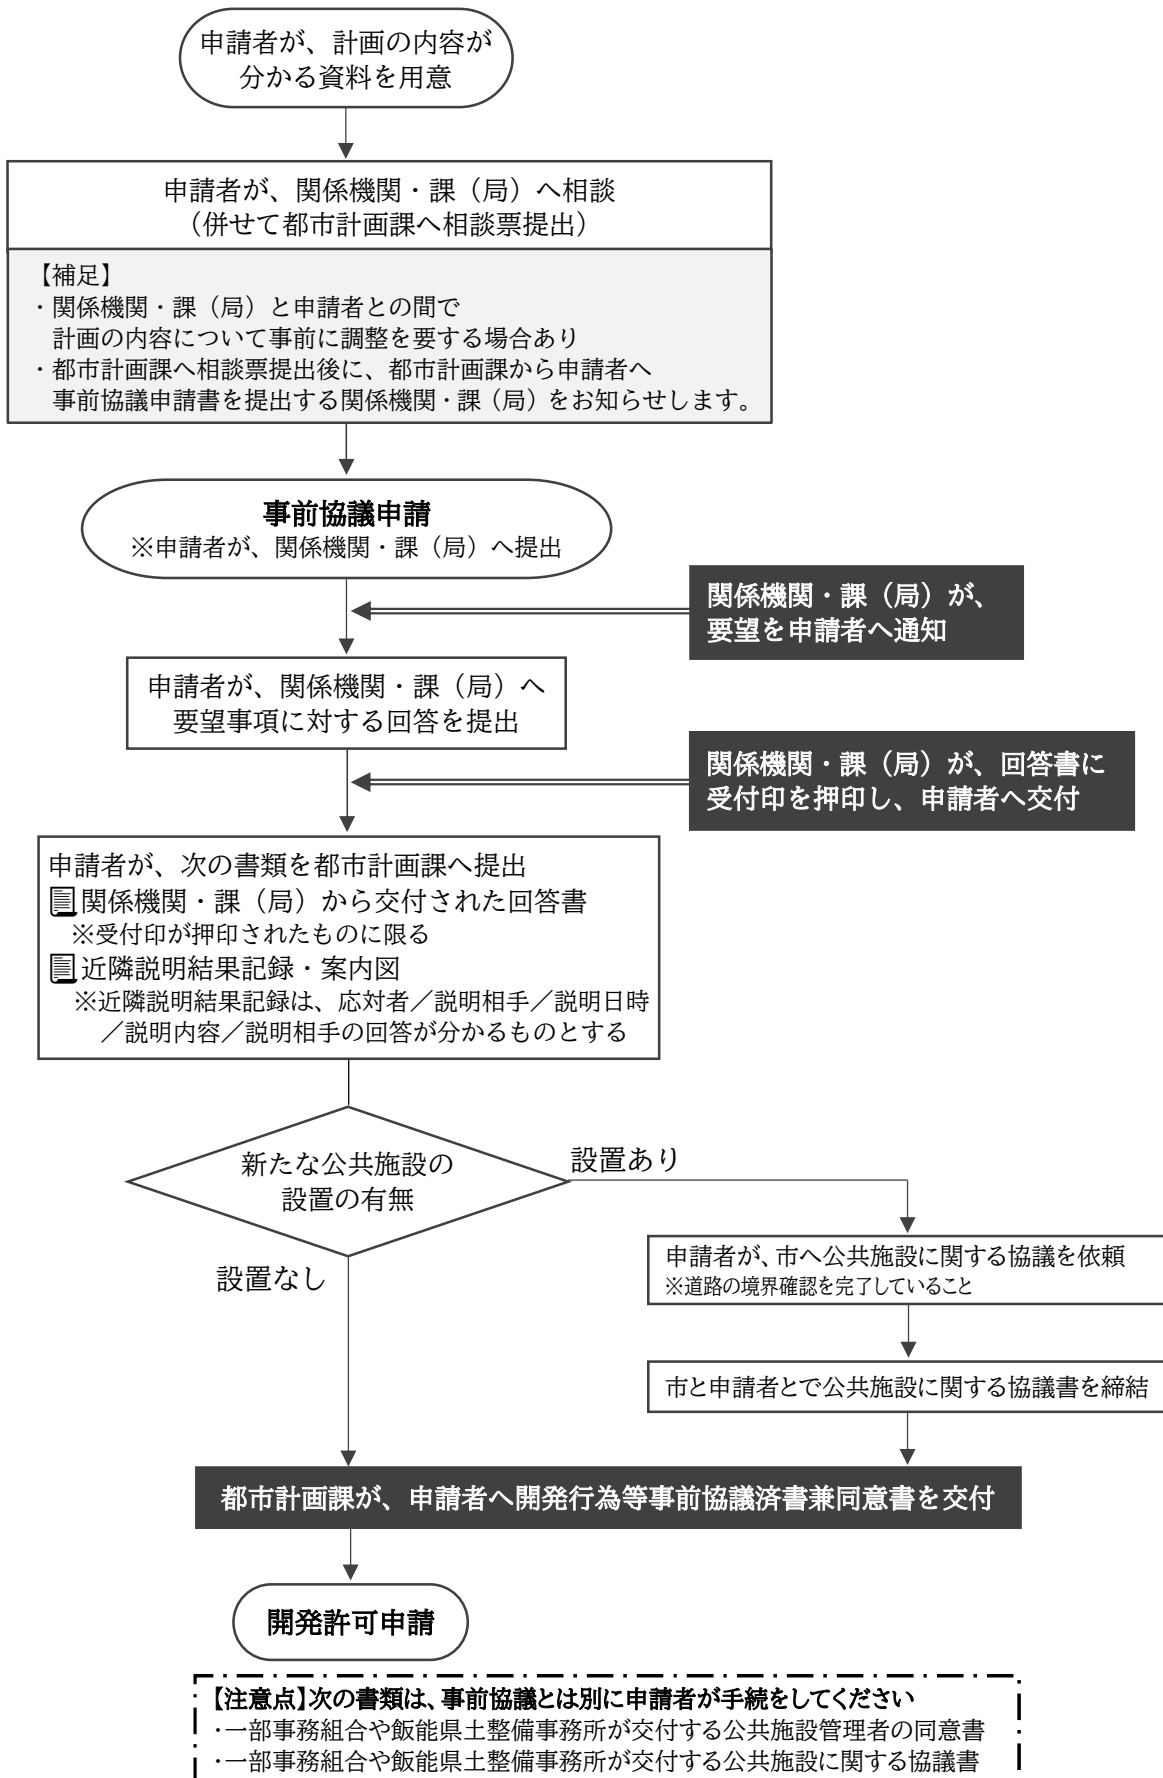 申請者が、計画の内容が
分かる資料を用意
申請者が、関係機関・課（局）へ相談
（併せて都市計画課へ相談票提出）
【補足】
・関係機関・課（局）と申請者との間で
計画の内容について事前に調整を要する場合あり
・都市計画課へ相談票提出後に、都市計画課から申請者へ
事前協議申請書を提出する関係機関・課（局）をお知らせします。
事前協議申請
※申請者が、関係機関・課（局）へ提出
関係機関・課（局）が、
要望を申請者へ通知
申請者が、関係機関・課（局）へ
要望事項に対する回答を提出
関係機関・課（局）が、回答書に
受付印を押印し、申請者へ交付
申請者が、次の書類を都市計画課へ提出
関係機関・課（局）から交付された回答書
※受付印が押印されたものに限る
近隣説明結果記録・案内図
※近隣説明結果記録は、応対者／説明相手／説明日時
／説明内容／説明相手の回答が分かるものとする
新たな公共施設の
設置の有無
設置あり
設置なし
申請者が、市へ公共施設に関する協議を依頼
※道路の境界確認を完了していること
市と申請者とで公共施設に関する協議書を締結
都市計画課が、申請者へ開発行為等事前協議済書兼同意書を交付
開発許可申請
【注意点】次の書類は、事前協議とは別に申請者が手続をしてください
・一部事務組合や飯能県土整備事務所が交付する公共施設管理者の同意書
・一部事務組合や飯能県土整備事務所が交付する公共施設に関する協議書